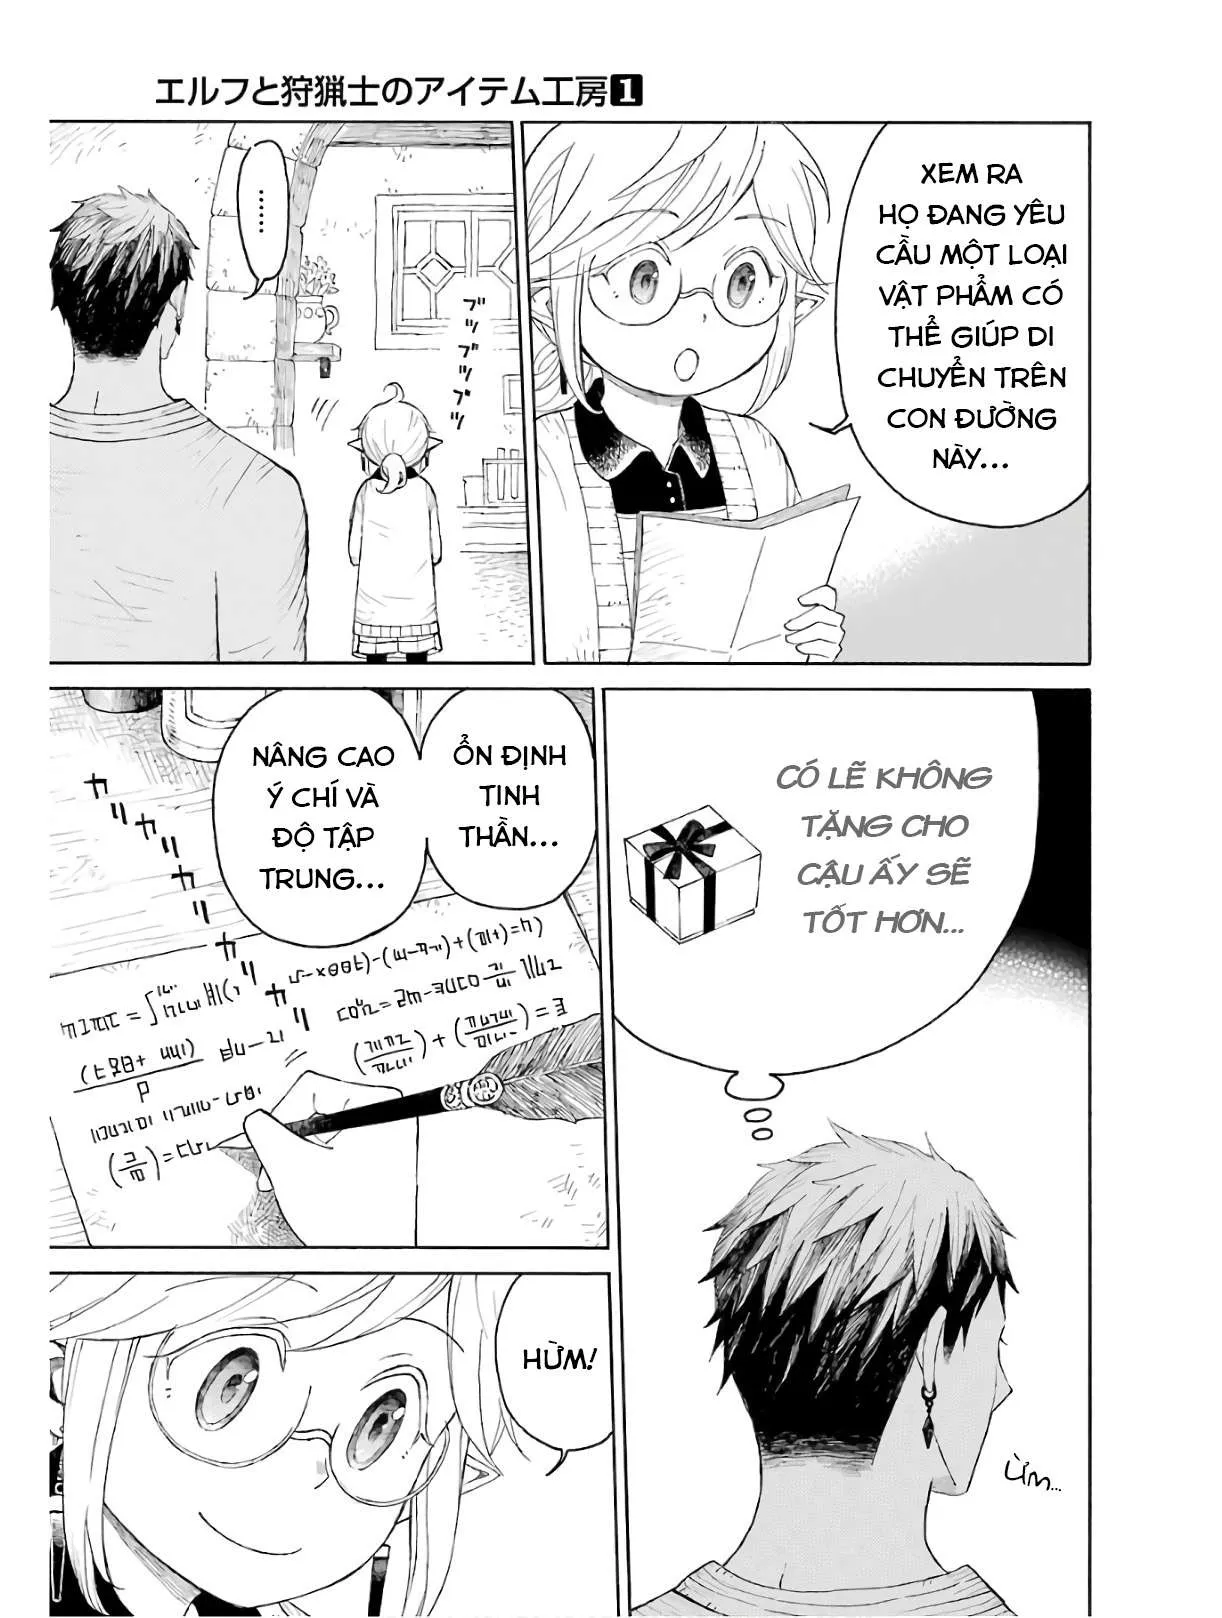 エルフと狩猟士のアイテム工房1
XEM RA
HỌ ĐANG YÊU
CẦU MỘT LOẠI
VẬT PHẨM CÓ
THỂ GIÚP DI
CHUYỂN TRÊN
CON ĐƯỜNG
NÀY...
........
ブツブツブツブツ
CÓ LẼ KHÔNG
TẶNG CHO
CẬU ẤY SẼ
TỐT HƠN...
ỪM...
ỔN ĐỊNH
TINH
THẦN...
NÂNG CAO
Ý CHÍ VÀ
ĐỘ TẬP
TRUNG...
カリカリカリ
HỪM!